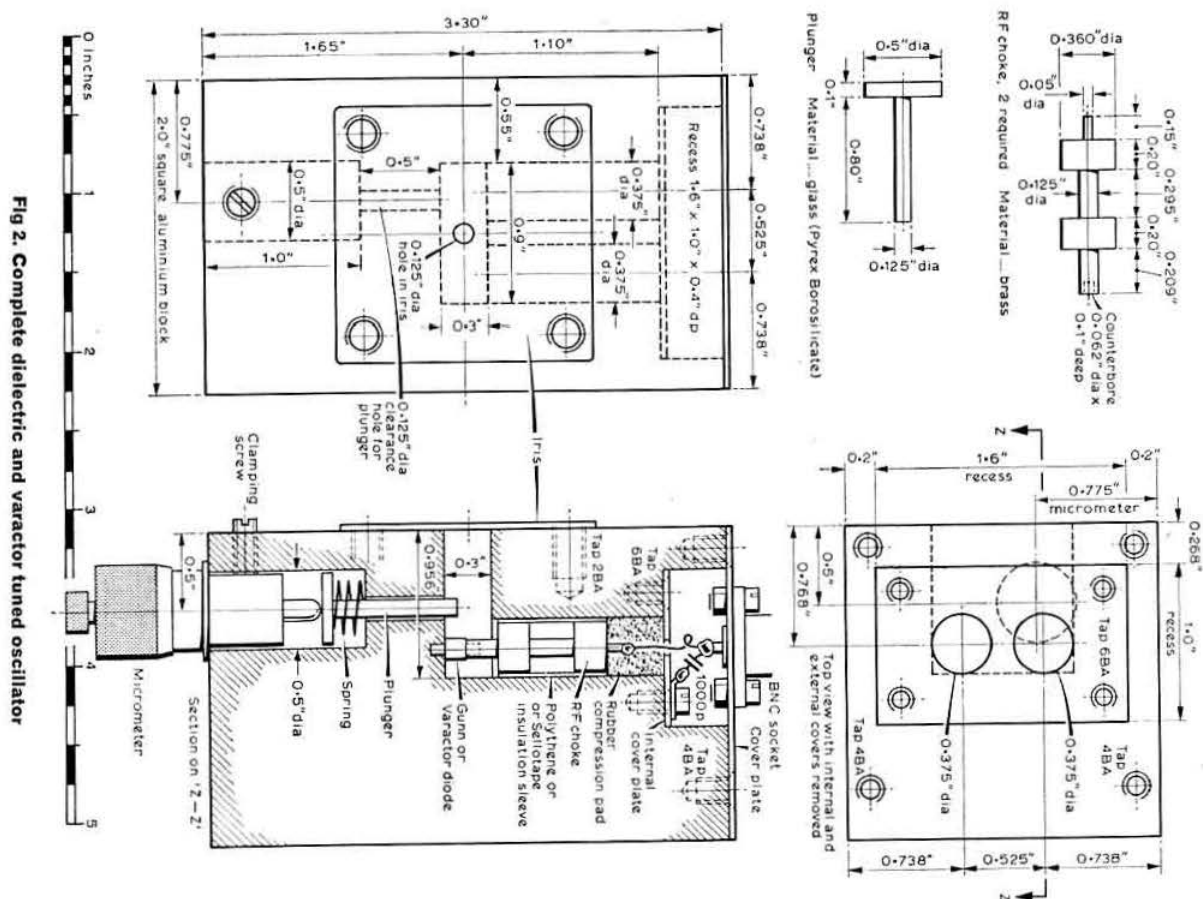 3·30"
1·65"
1·10"
0 inches
1
2
3
4
5
0·775"
2·0" square aluminium block
0·55"
0·738"
0·5"
0·375"
dia
0·5"dia
0·9"
0·525"
0·375"
dia
0·125" dia
hole in iris
1·0"
0·3"
0·738"
Recess 1·6" x 1·0" x 0·4" dp
0·125" dia
clearance
hole for
plunger
Iris
Plunger Material __ glass (Pyrex Borosilicate)
0·5"dia
0·1"
0·80"
0·125"dia
RF choke, 2 required Material __ brass
0·360"dia
0·05"
dia
0·15"
0·20"
0·125"
dia
0·295"
0·20"
0·209"
Counterbore
0·062" dia x
0·1" deep
Clamping
screw
0·5"
0·956
0·3"
Tap 2BA
Tap
6BA
1000p
0·5"dia
Micrometer
Section on 'Z–Z'
Spring
Plunger
Gunn or
Varactor diode
Polythene or
or Sellotape
insulation sleeve
RF choke
Rubber
compression pad
Internal
cover plate
Tap
4BA
Cover plate
BNC socket
Z
0·2"
1·6"
recess
0·2"
0·775"
micrometer
0·268"
0·5"
0·768"
1·0"
recess
Tap 6BA
Tap
4BA
Tap 4BA
0·375"dia
0·375"dia
0·738"
0·525"
0·738"
Z
Top view with internal and
external covers removed
Fig 2. Complete dielectric and varactor tuned oscillator